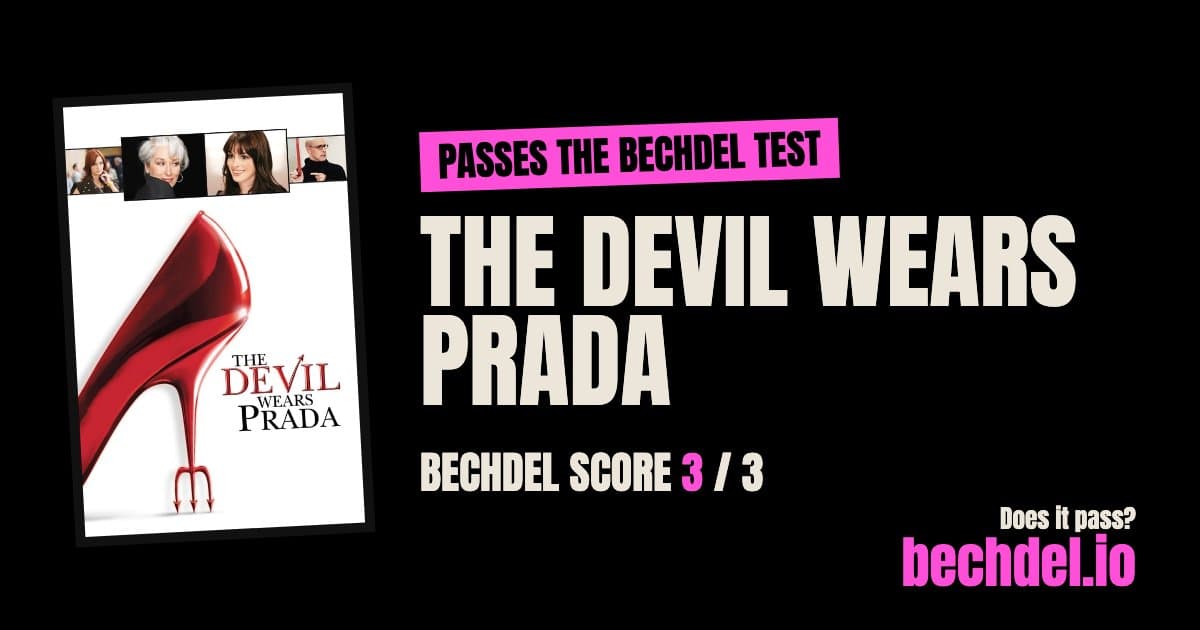 THE
DEVIL
WEARS
PRADA
PASSES THE BECHDEL TEST
THE DEVIL WEARS
PRADA
BECHDEL SCORE 3 / 3
Does it pass?
bechdel.io